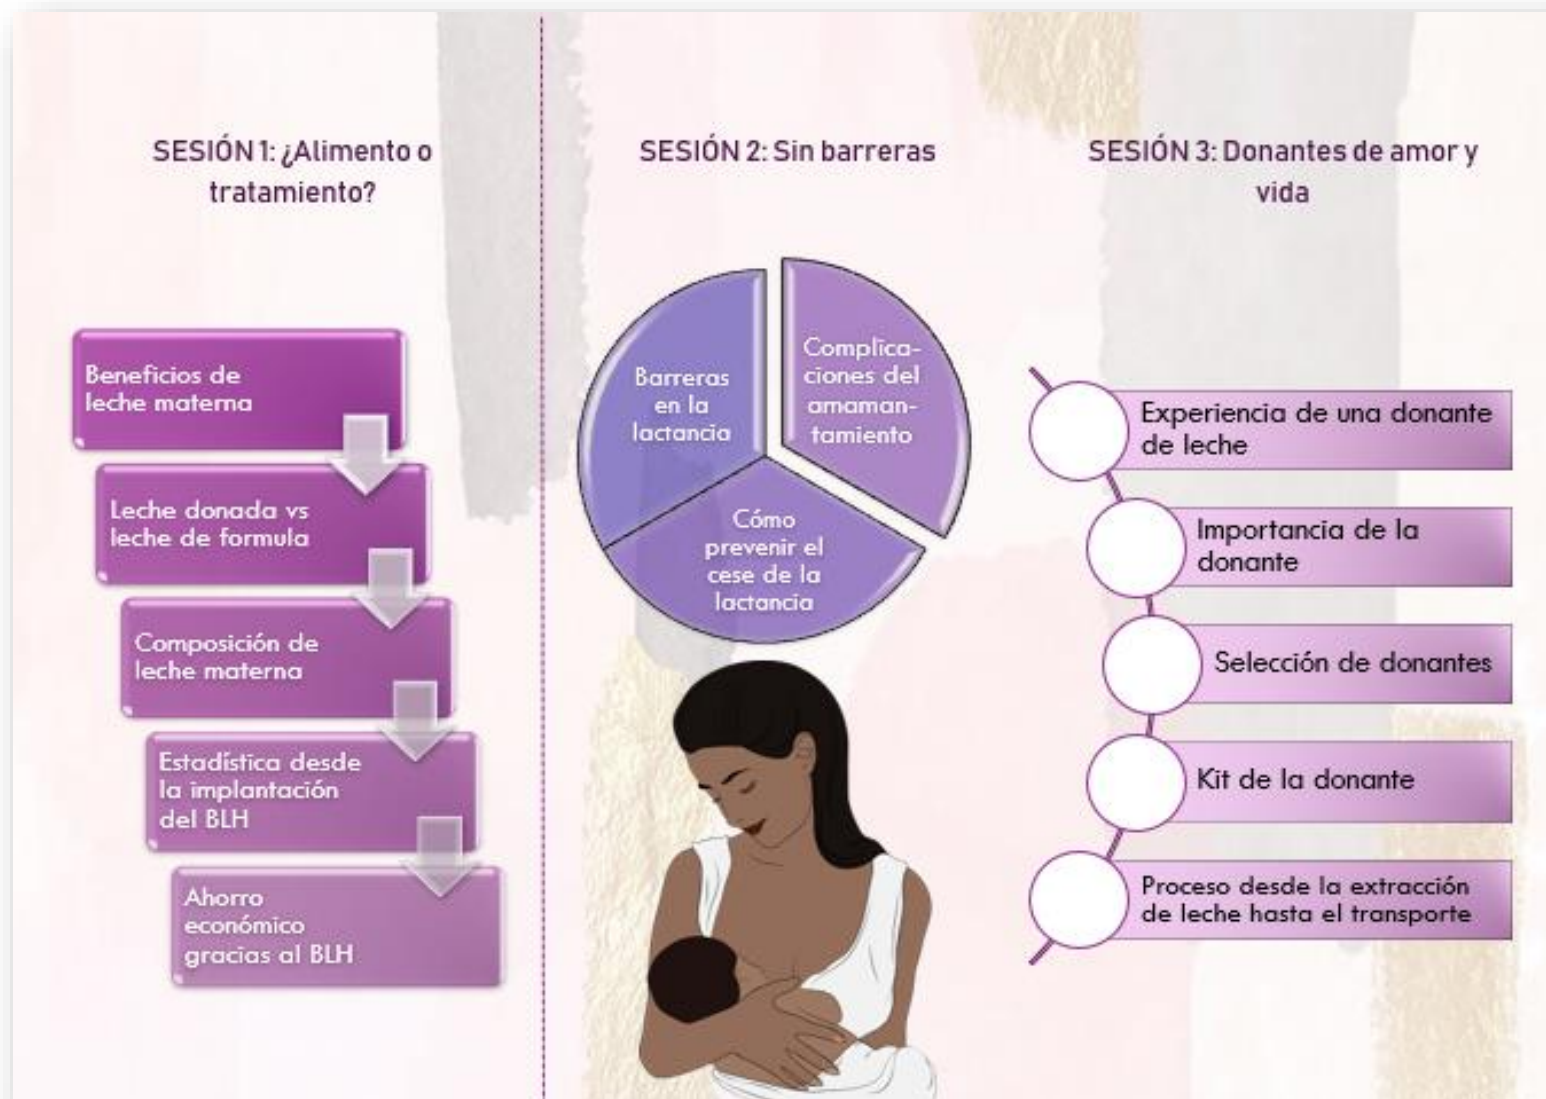 SESIÓN 1: ¿Alimento o
tratamiento?
Beneficios de
leche materna
Leche donada vs
leche de formula
Composición de
leche materna
Estadística desde
la implantación
del BLH
Ahorro
económico
gracias al BLH
SESIÓN 2: Sin barreras
Barreras
en la
lactancia
Complica-
ciones del
amaman-
tamiento
Cómo
prevenir el
cese de la
lactancia
SESIÓN 3: Donantes de amor y
vida
Experiencia de una donante
de leche
Importancia de la
donante
Selección de donantes
Kit de la donante
Proceso desde la extracción
de leche hasta el transporte